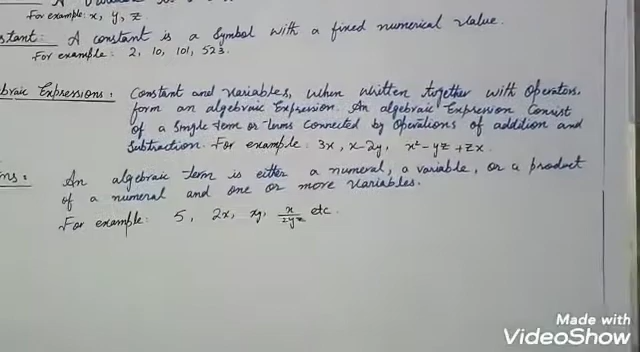 For example: x, y, z
stant: A constant is a Symbol with a fixed numerical value.
For example: 2, 10, 101, 523.
ebraic Expressions: Constant and variables, when written together with Operators,
form an algebraic Expression. An algebraic Expression Consist
of a Single term or terms Connected by Operations of addition and
Subtraction. For example: 3x, x-2y, x²-yz+zx.
ms: An algebraic term is either a numeral, a variable, or a product
of a numeral and one or more variables.
For example: 5, 2x, xy, x/2yz etc.
Made with
VideoShow